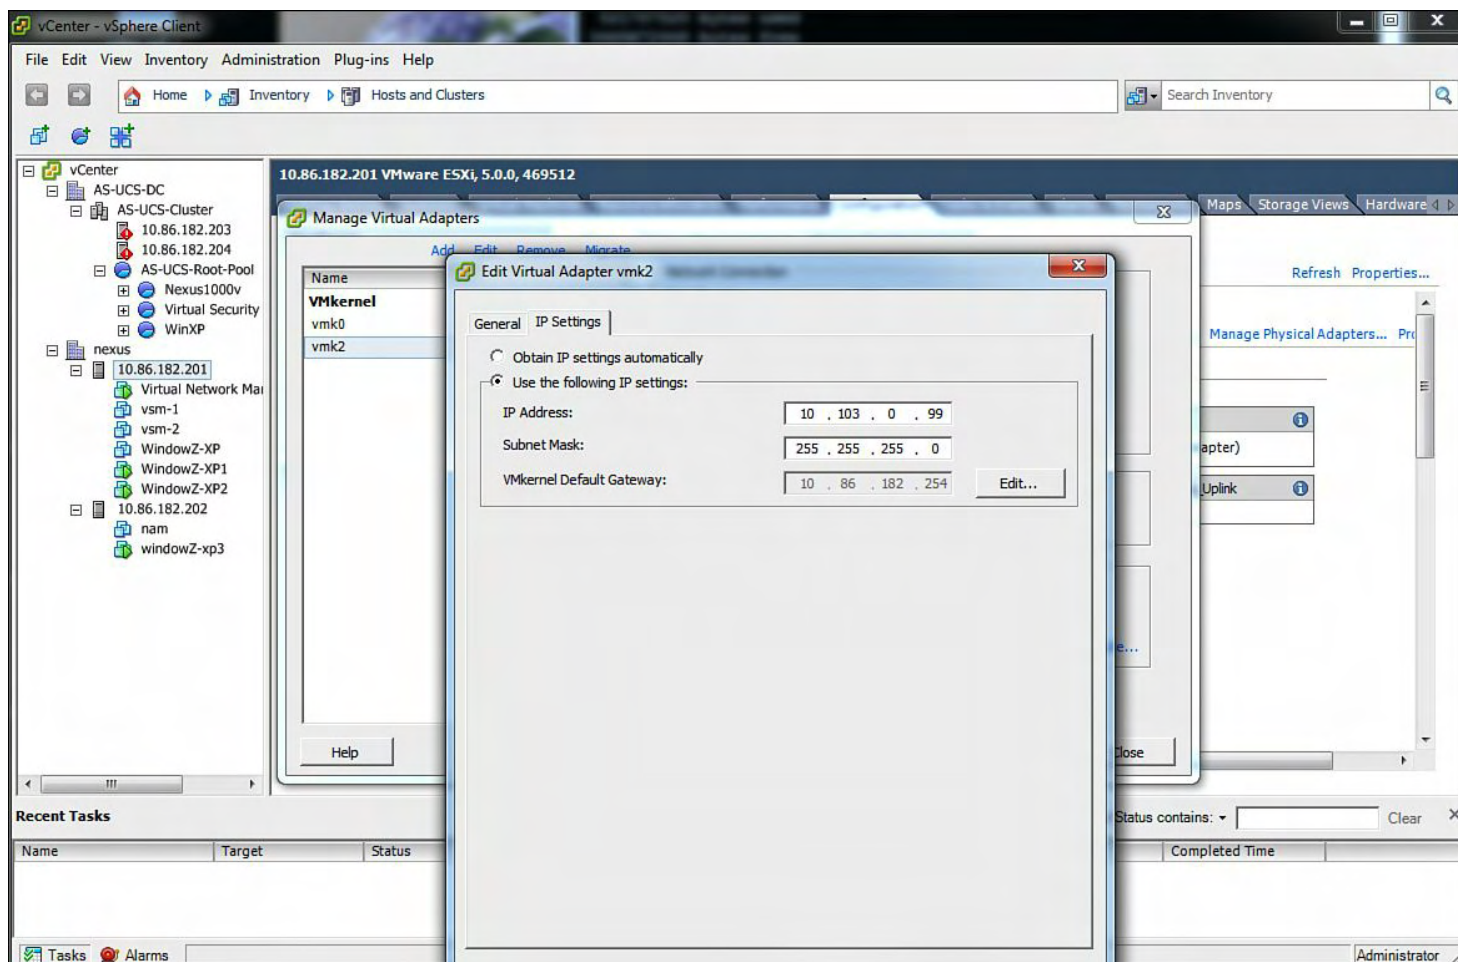 vCenter - vSphere Client
File Edit View Inventory Administration Plug-ins Help
Home Inventory Hosts and Clusters
Search Inventory
vCenter
AS-UCS-DC
AS-UCS-Cluster
10.86.182.203
10.86.182.204
AS-UCS-Root-Pool
Nexus1000v
Virtual Security
WinXP
nexus
10.86.182.201
Virtual Network Mar
vsm-1
vsm-2
WindowZ-XP
WindowZ-XP1
WindowZ-XP2
10.86.182.202
nam
windowZ-xp3
10.86.182.201 VMware ESXi, 5.0.0, 469512
Maps Storage Views Hardware
Refresh Properties...
Manage Physical Adapters... Pro
apter)
_Uplink
e...
Manage Virtual Adapters
Add Edit Remove Migrate
Name
VMkernel
vmk0
vmk2
Help
Close
Edit Virtual Adapter vmk2
Network Connection
General IP Settings
Obtain IP settings automatically
Use the following IP settings:
IP Address: 10 . 103 . 0 . 99
Subnet Mask: 255 . 255 . 255 . 0
VMkernel Default Gateway: 10 . 86 . 182 . 254 Edit...
Recent Tasks
Status contains: Clear
Name Target Status Completed Time
Tasks Alarms
Administrator